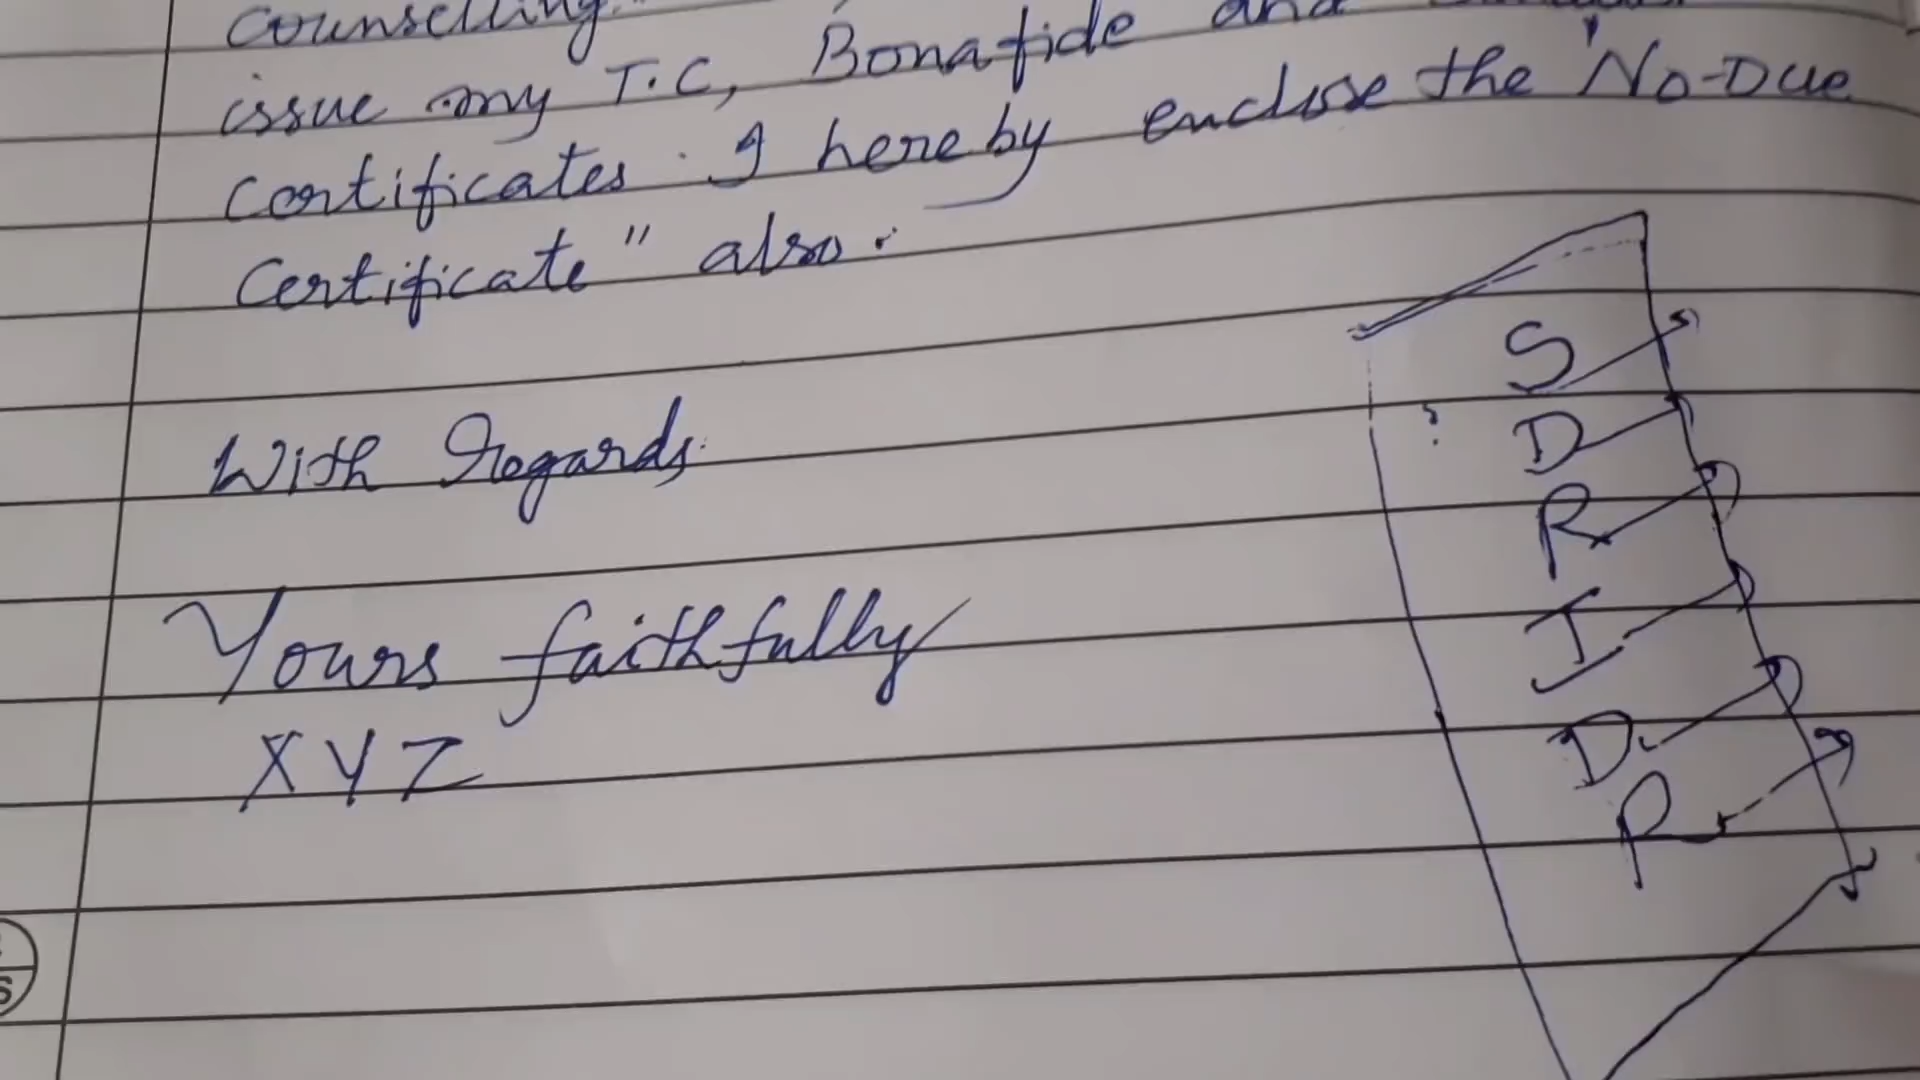 counselling."
issue my T.C, Bonafide and
certificates. I hereby enclose the "No-Due
Certificate" also.
With regards.
Yours faithfully
XYZ
S
D
R
I
D
R
S